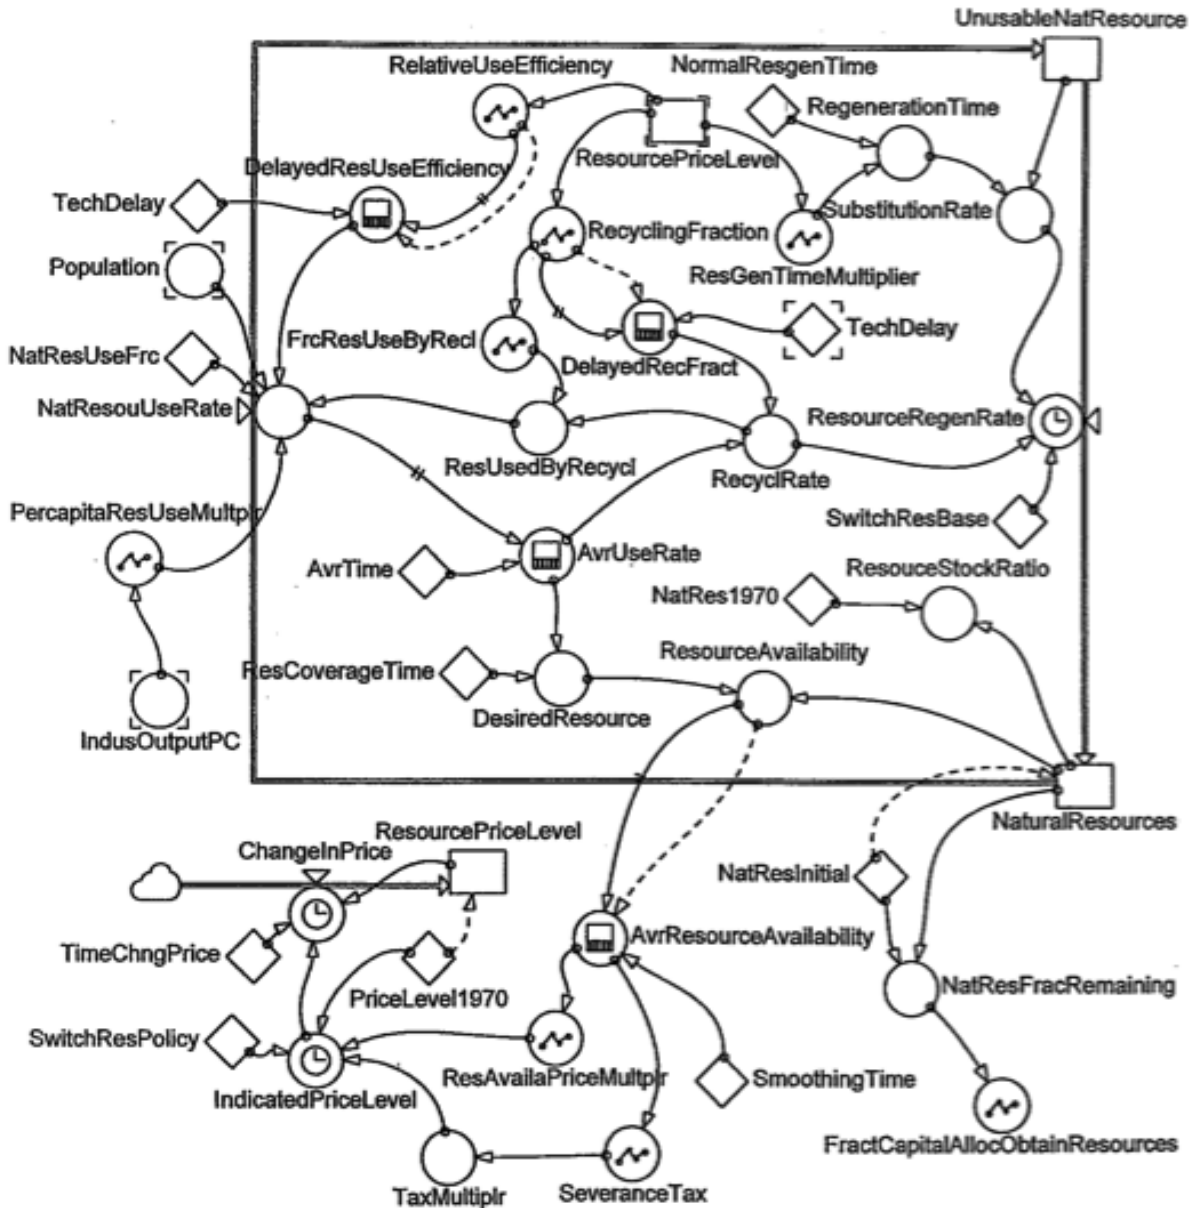 UnusableNatResource
RelativeUseEfficiency
NormalResgenTime
RegenerationTime
ResourcePriceLevel
DelayedResUseEfficiency
TechDelay
SubstitutionRate
RecyclingFraction
Population
ResGenTimeMultiplier
TechDelay
FrcResUseByRecl
NatResUseFrc
DelayedRecFract
NatResouUseRate
ResourceRegenRate
ResUsedByRecycl
RecyclRate
PercapitaResUseMultplr
SwitchResBase
AvrUseRate
AvrTime
ResouceStockRatio
NatRes1970
ResourceAvailability
ResCoverageTime
DesiredResource
IndusOutputPC
NaturalResources
ResourcePriceLevel
ChangeInPrice
NatResInitial
AvrResourceAvailability
TimeChngPrice
NatResFracRemaining
PriceLevel1970
SwitchResPolicy
ResAvailaPriceMultplr
SmoothingTime
IndicatedPriceLevel
FractCapitalAllocObtainResources
TaxMultiplr
SeveranceTax